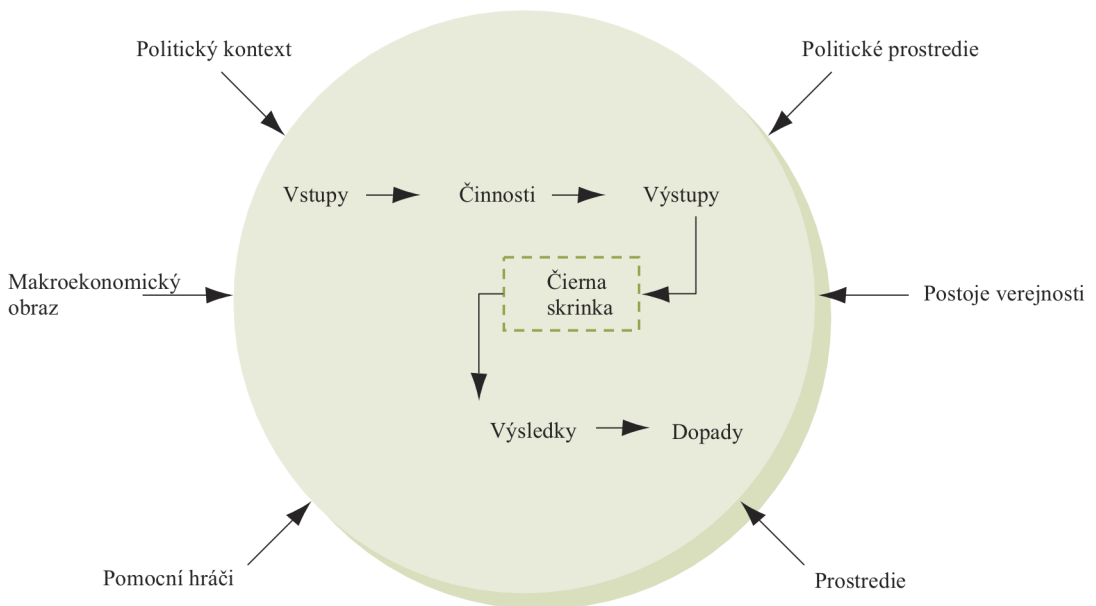 Politický kontext
Politické prostredie
Vstupy
Činnosti
Výstupy
Makroekonomický
obraz
Čierna
skrinka
Postoje verejnosti
Výsledky
Dopady
Pomocní hráči
Prostredie